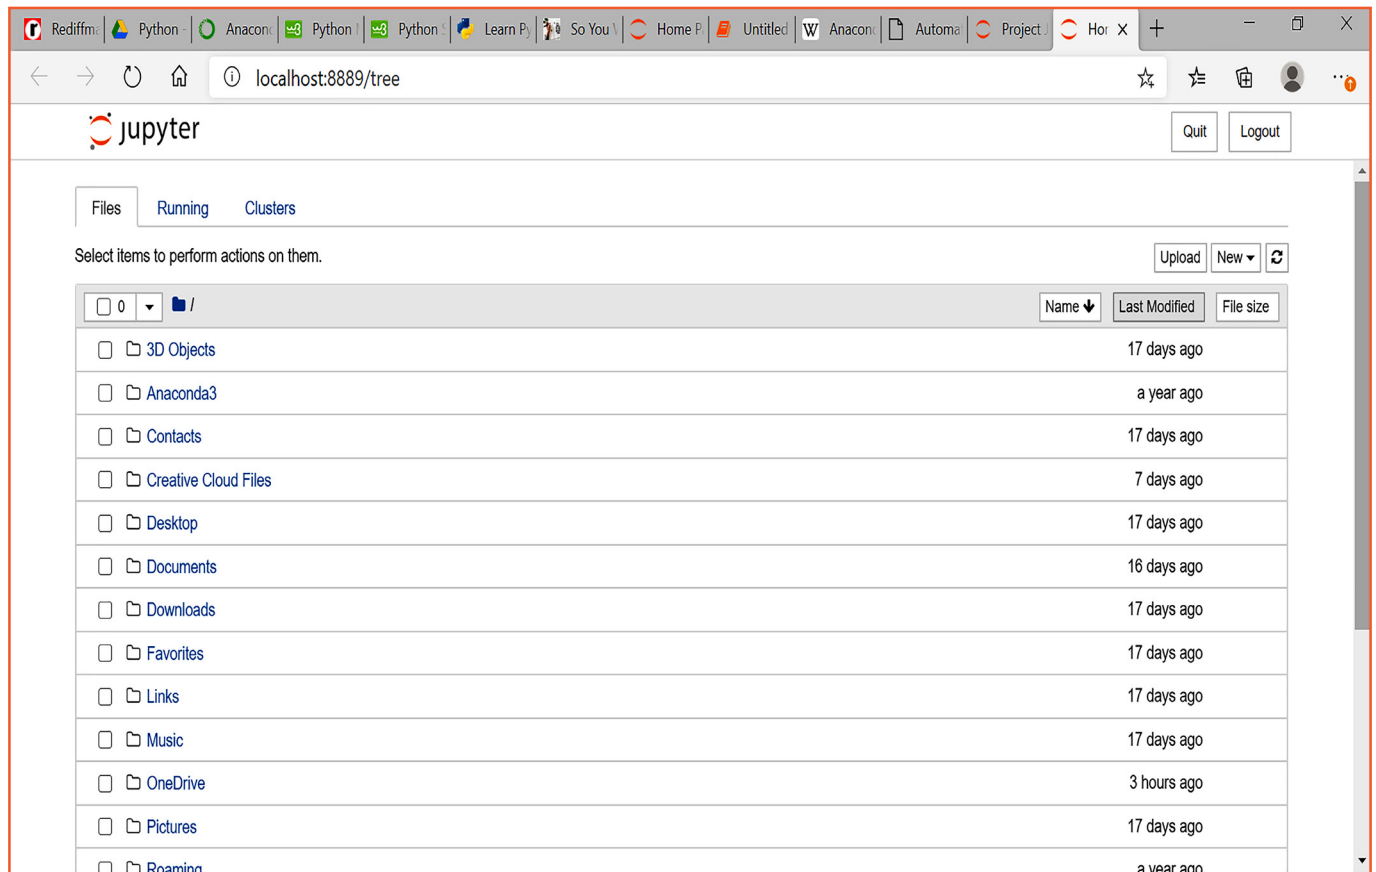 Rediffma Python - Anacond Python Python Learn Py So You Home P Untitled Anacon Automa Project Hor
localhost:8889/tree
jupyter Quit Logout
Files Running Clusters
Select items to perform actions on them. Upload New
0 / Name Last Modified File size
3D Objects 17 days ago
Anaconda3 a year ago
Contacts 17 days ago
Creative Cloud Files 7 days ago
Desktop 17 days ago
Documents 16 days ago
Downloads 17 days ago
Favorites 17 days ago
Links 17 days ago
Music 17 days ago
OneDrive 3 hours ago
Pictures 17 days ago
Roaming a year ago